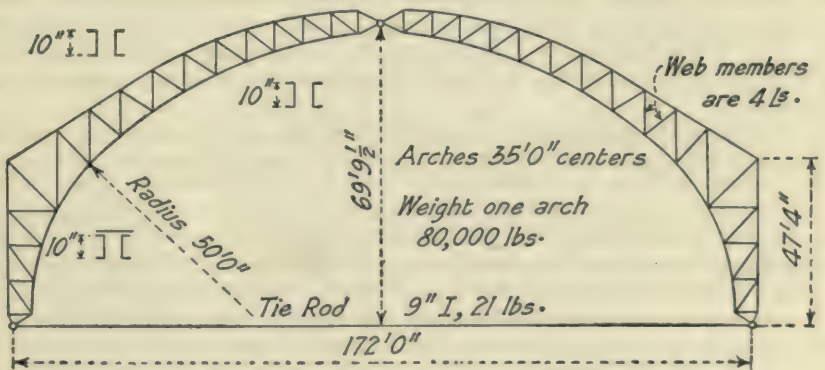 10"
10"
Web members
are 4 Ls.
69'9½"
Arches 35'0" centers
Radius 50'0"
Weight one arch
80,000 lbs.
10"
47'4"
Tie Rod
9" I, 21 lbs.
172'0"